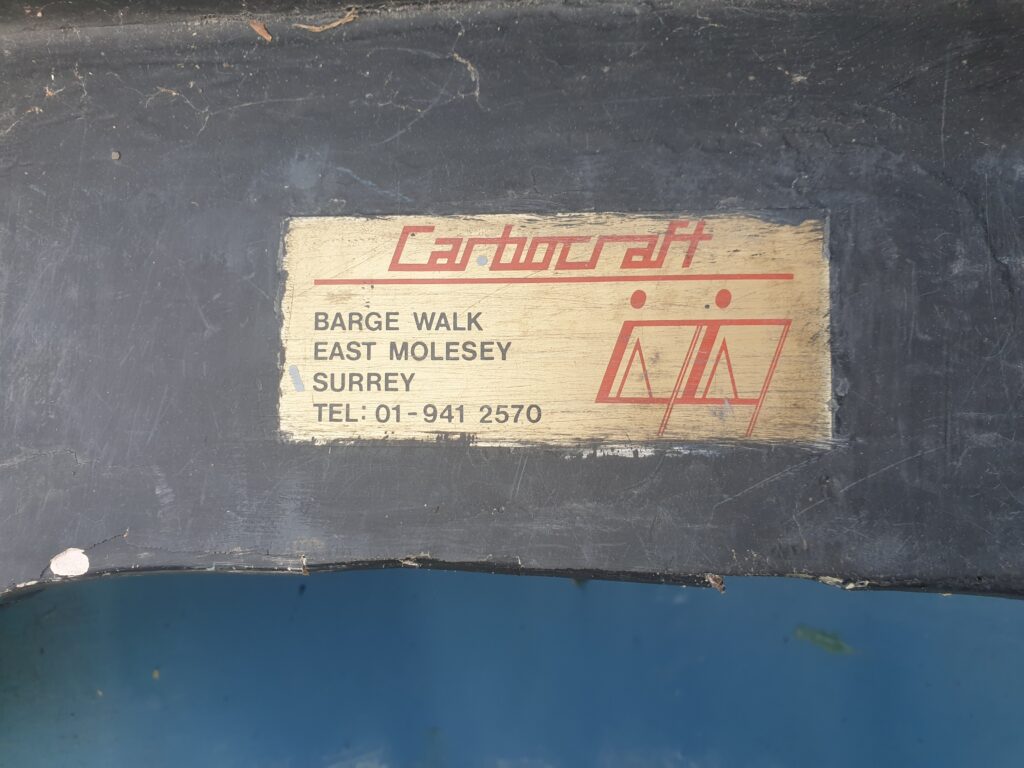 Carbocraft
BARGE WALK
EAST MOLESEY
SURREY
TEL: 01-941 2570